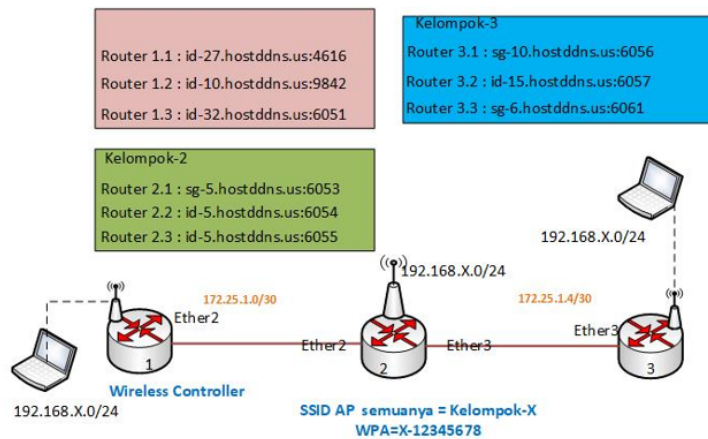 Router 1.1 : id-27.hostddns.us:4616
Router 1.2 : id-10.hostddns.us:9842
Router 1.3 : id-32.hostddns.us:6051
Kelompok-3
Router 3.1 : sg-10.hostddns.us:6056
Router 3.2 : id-15.hostddns.us:6057
Router 3.3 : sg-6.hostddns.us:6061
Kelompok-2
Router 2.1 : sg-5.hostddns.us:6053
Router 2.2 : id-5.hostddns.us:6054
Router 2.3 : id-5.hostddns.us:6055
192.168.X.0/24
192.168.X.0/24
172.25.1.0/30
172.25.1.4/30
Ether2
Ether2
Ether3
Ether3
1
2
3
Wireless Controller
192.168.X.0/24
SSID AP semuanya = Kelompok-X
WPA=X-12345678